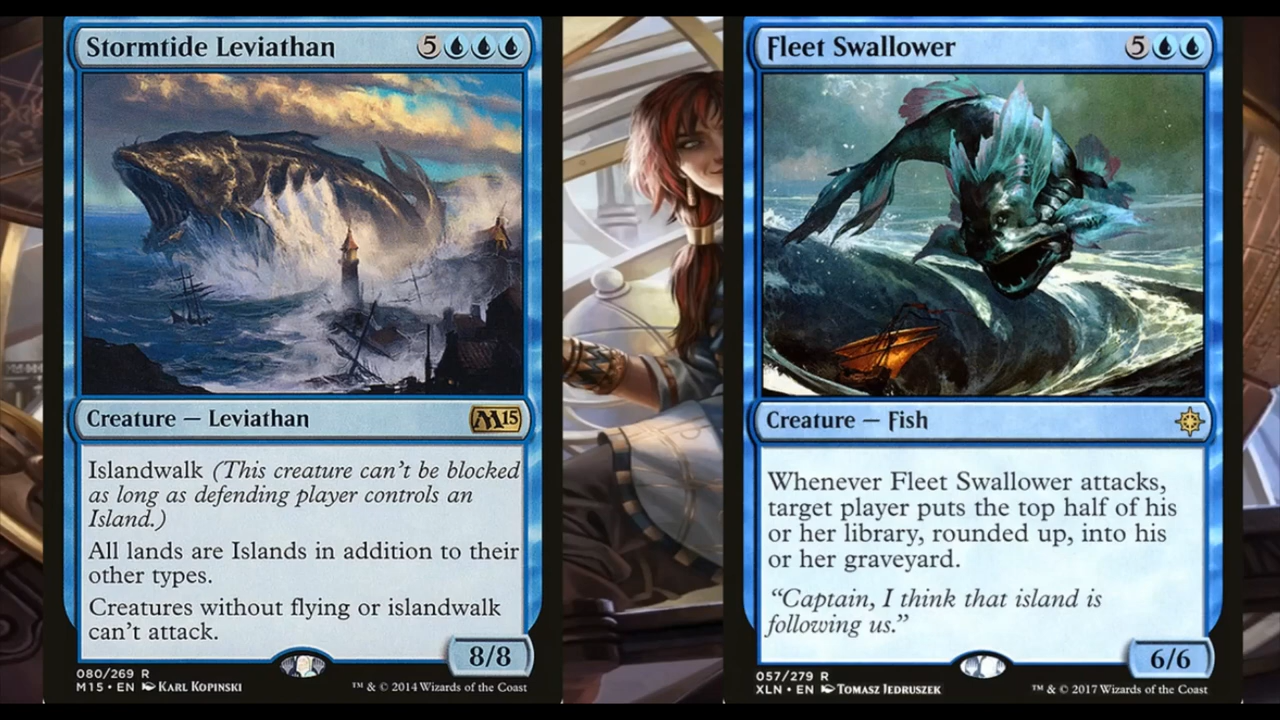 Stormtide Leviathan 5
Creature — Leviathan M15
Islandwalk (This creature can't be blocked
as long as defending player controls an
Island.)
All lands are Islands in addition to their
other types.
Creatures without flying or islandwalk
can't attack.
8/8
080/269 R
M15 • EN Karl Kopinski
™ & © 2014 Wizards of the Coast
Fleet Swallower 5
Creature — Fish
Whenever Fleet Swallower attacks,
target player puts the top half of his
or her library, rounded up, into his
or her graveyard.
“Captain, I think that island is
following us.”
6/6
057/279 R
XLN • EN Tomasz Jedruszek
™ & © 2017 Wizards of the Coast